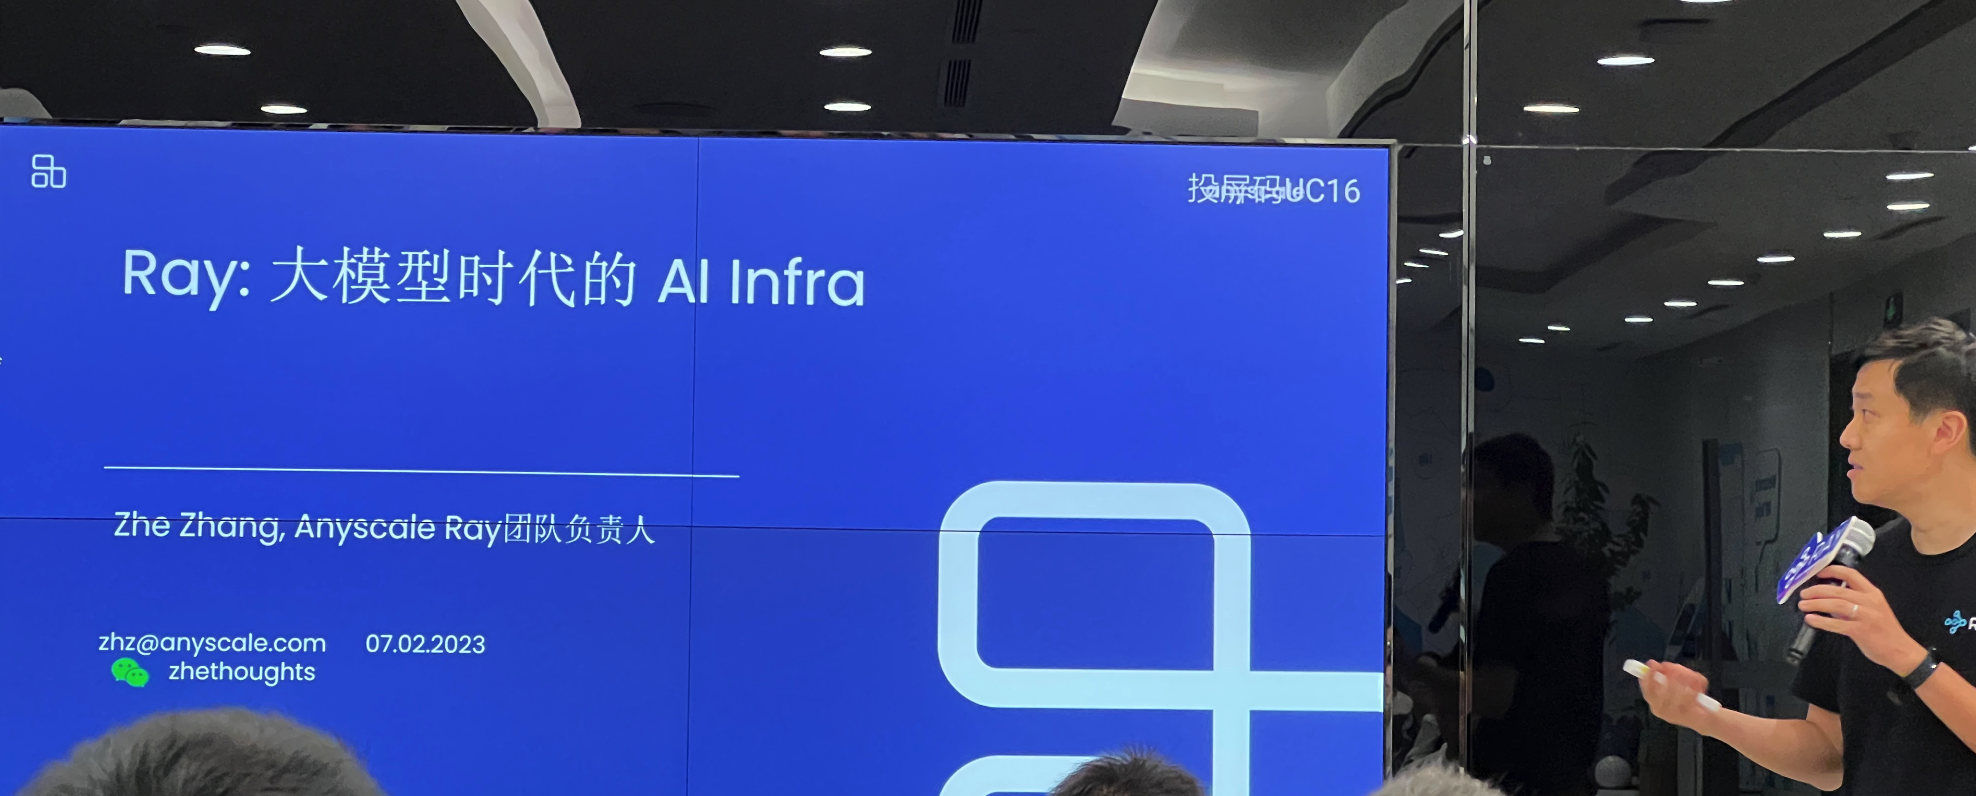 投屏码UC16
anyscale
Ray: 大模型时代的 AI Infra
Zhe Zhang, Anyscale Ray团队负责人
zhz@anyscale.com 07.02.2023
zhethoughts